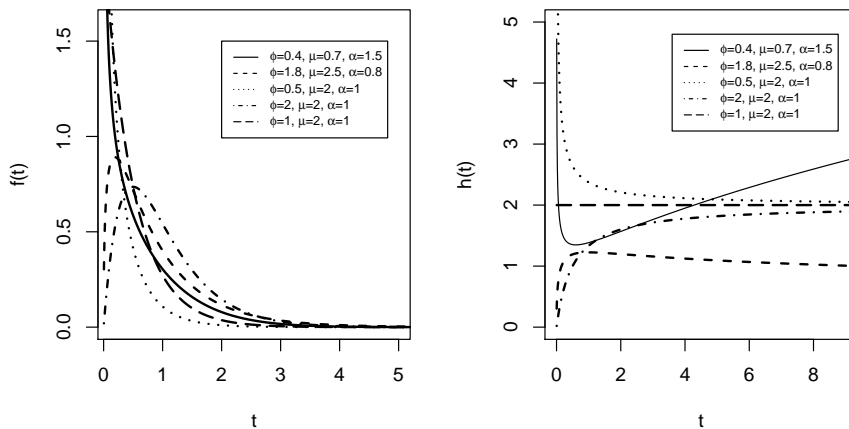 f(t)
0.0
0.5
1.0
1.5
0 1 2 3 4 5
t
ϕ=0.4, μ=0.7, α=1.5
ϕ=1.8, μ=2.5, α=0.8
ϕ=0.5, μ=2, α=1
ϕ=2, μ=2, α=1
ϕ=1, μ=2, α=1
h(t)
0
1
2
3
4
5
0 2 4 6 8
t
ϕ=0.4, μ=0.7, α=1.5
ϕ=1.8, μ=2.5, α=0.8
ϕ=0.5, μ=2, α=1
ϕ=2, μ=2, α=1
ϕ=1, μ=2, α=1